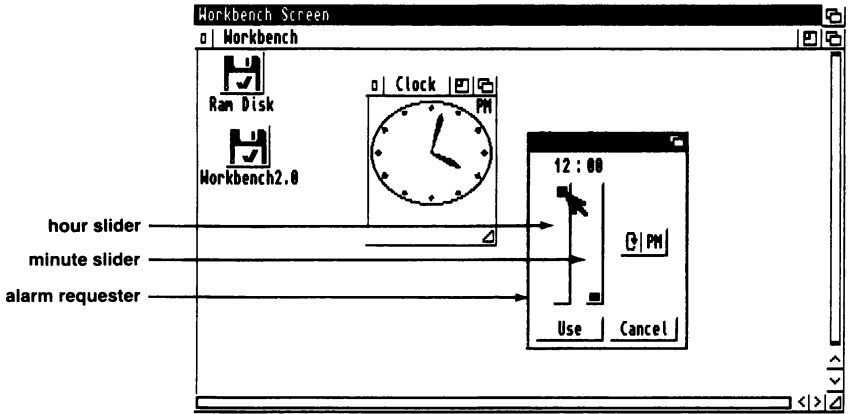 Workbench Screen
Workbench
Ram Disk
Workbench2.0
Clock
PM
12:00
PM
Use
Cancel
hour slider
minute slider
alarm requester